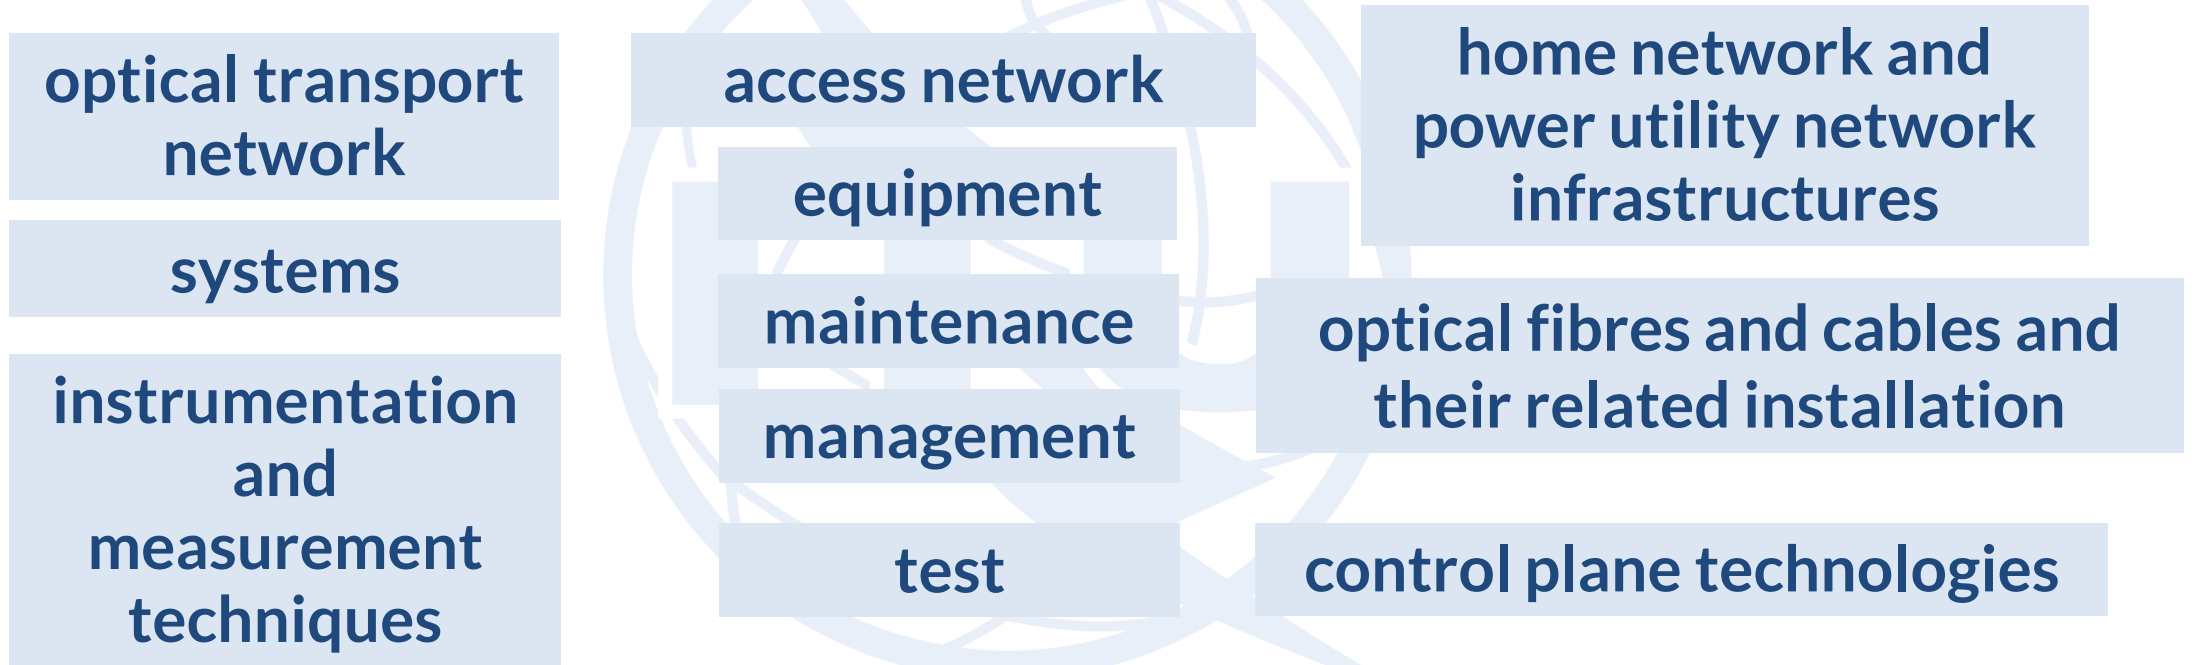 optical transport
network
systems
instrumentation
and
measurement
techniques
access network
equipment
maintenance
management
test
home network and
power utility network
infrastructures
optical fibres and cables and
their related installation
control plane technologies